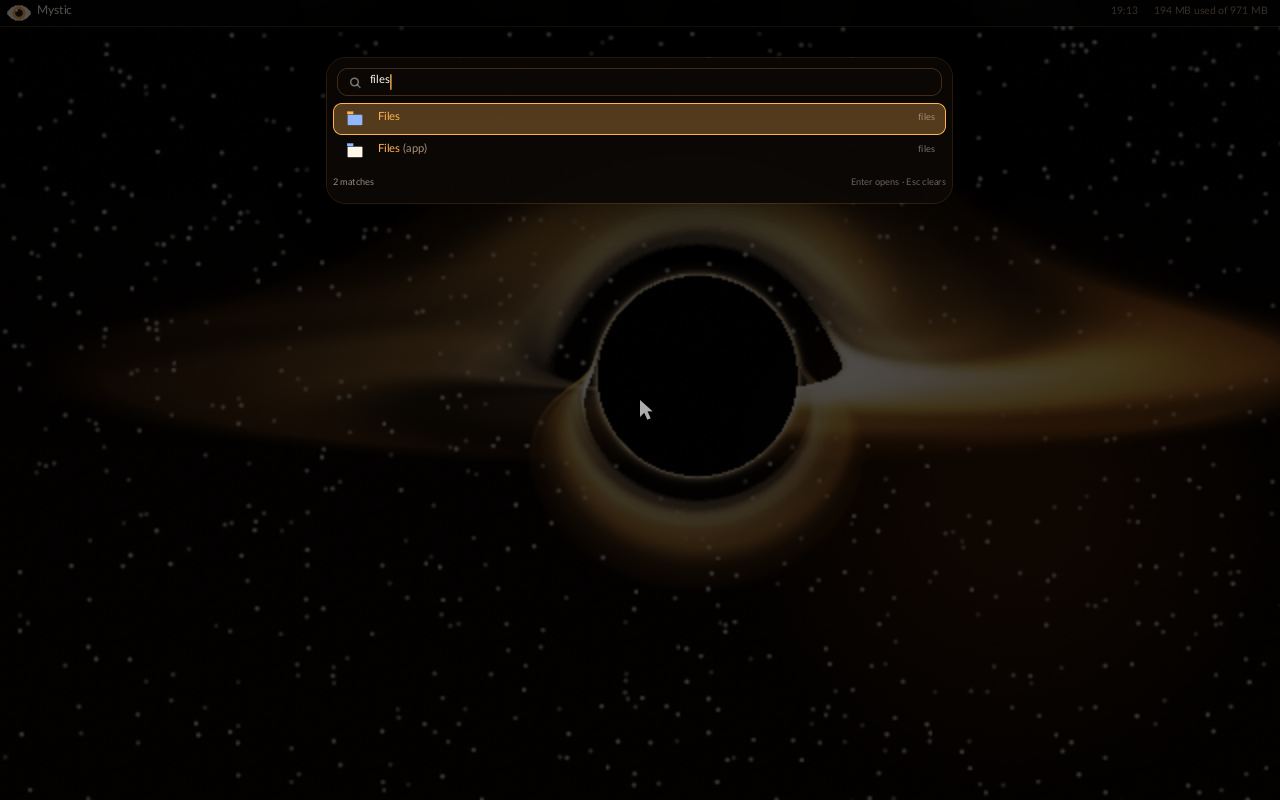 Mystic
19:13 194 MB used of 971 MB
files
Files files
Files (app) files
2 matches Enter opens · Esc clears